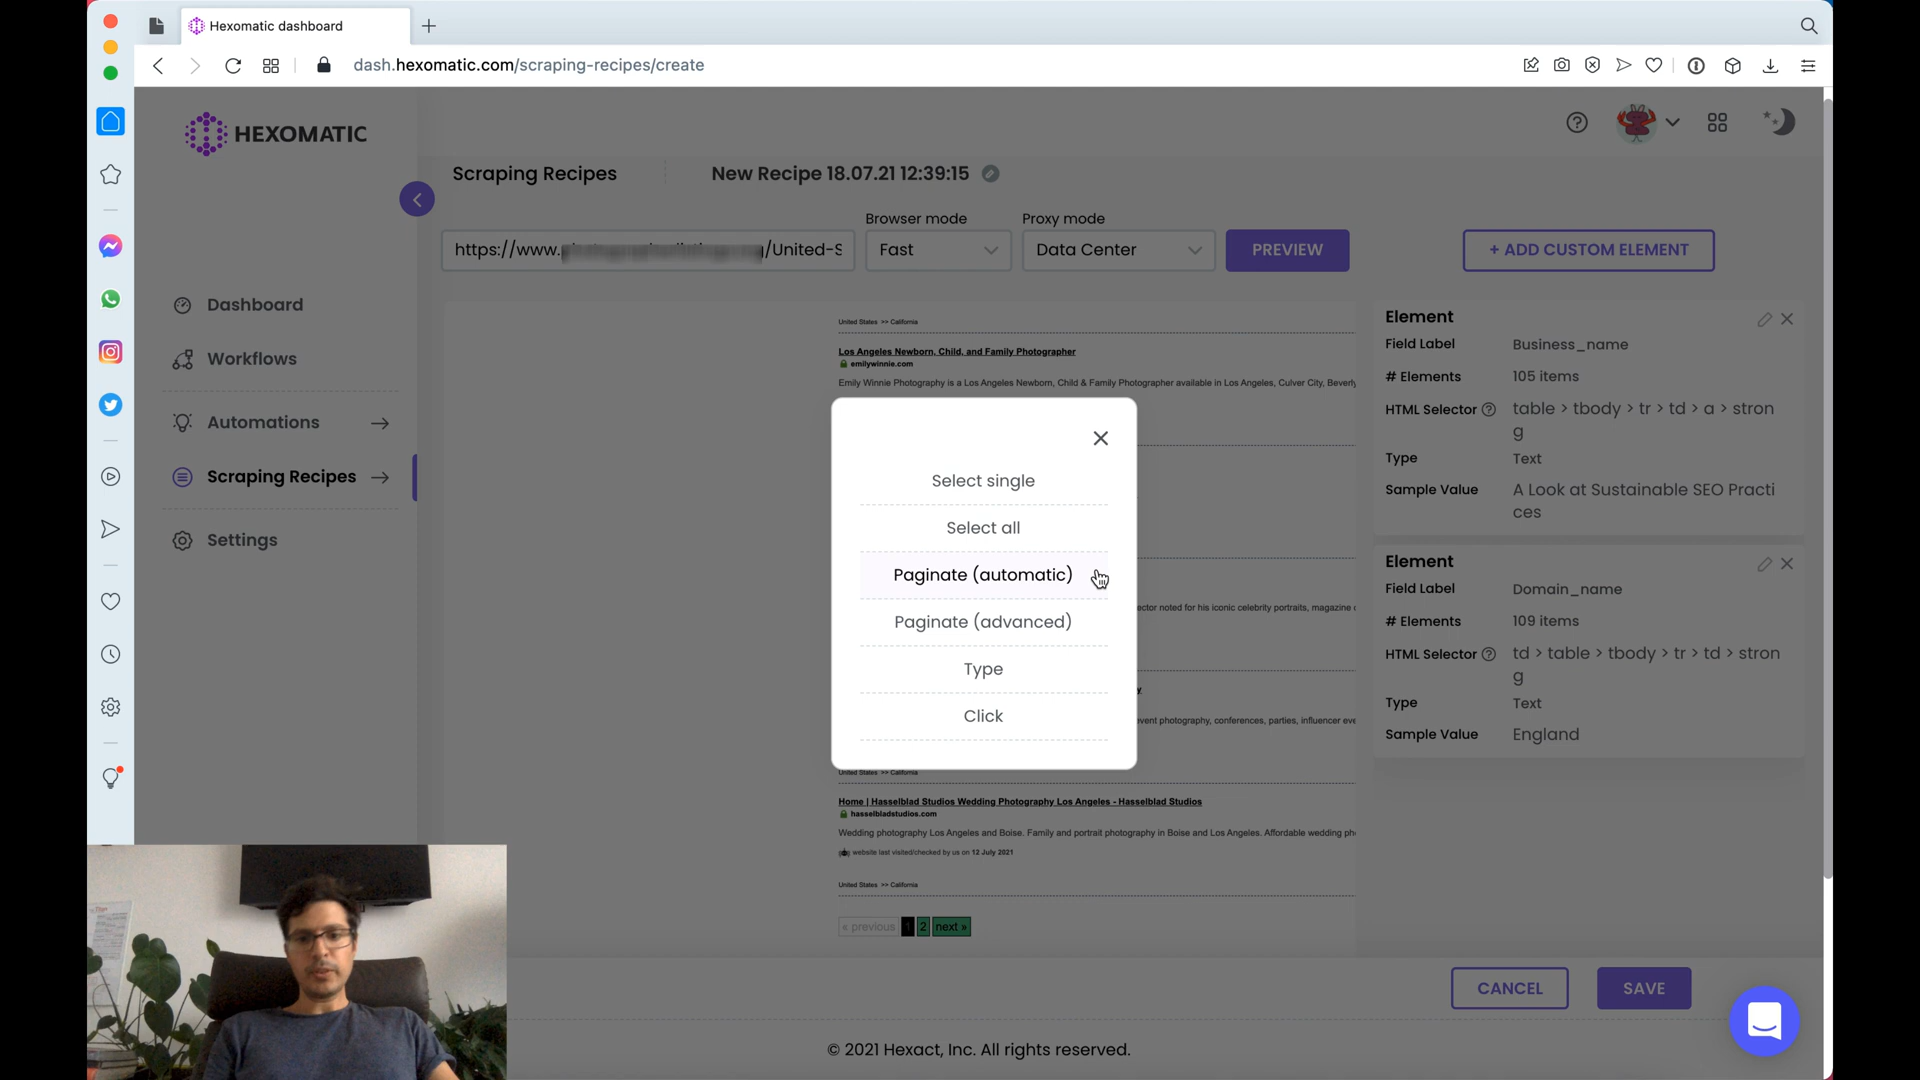 Hexomatic dashboard
dash.hexomatic.com/scraping-recipes/create
HEXOMATIC
Scraping Recipes
New Recipe 18.07.21 12:39:15
Browser mode
Proxy mode
https://www.
/United-S
Fast
Data Center
PREVIEW
+ ADD CUSTOM ELEMENT
Dashboard
Workflows
Automations
Scraping Recipes
Settings
United States >> California
Los Angeles Newborn, Child, and Family Photographer
emilywinnie.com
Emily Winnie Photography is a Los Angeles Newborn, Child & Family Photographer available in Los Angeles, Culver City, Beverly
Select single
Select all
Paginate (automatic)
Paginate (advanced)
Type
Click
ector noted for his iconic celebrity portraits, magazine c
y
event photography, conferences, parties, influencer eve
United States >> California
Home | Hasselblad Studios Wedding Photography Los Angeles - Hasselblad Studios
hasselbladstudios.com
Wedding photography Los Angeles and Boise. Family and portrait photography in Boise and Los Angeles. Affordable wedding ph
website last visited/checked by us on 12 July 2021
United States >> California
« previous 1 2 next »
Element
Field Label Business_name
# Elements 105 items
HTML Selector table > tbody > tr > td > a > stron
g
Type Text
Sample Value A Look at Sustainable SEO Practi
ces
Element
Field Label Domain_name
# Elements 109 items
HTML Selector td > table > tbody > tr > td > stron
g
Type Text
Sample Value England
CANCEL
SAVE
© 2021 Hexact, Inc. All rights reserved.